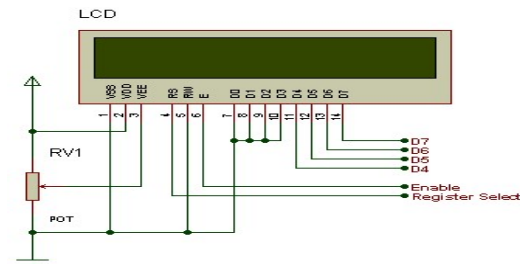 LCD
VSS VDD VEE RS RW E D0 D1 D2 D3 D4 D5 D6 D7
1 2 3 4 5 6 7 8 9 10 11 12 13 14
RV1
POT
D7
D6
D5
D4
Enable
Register Select